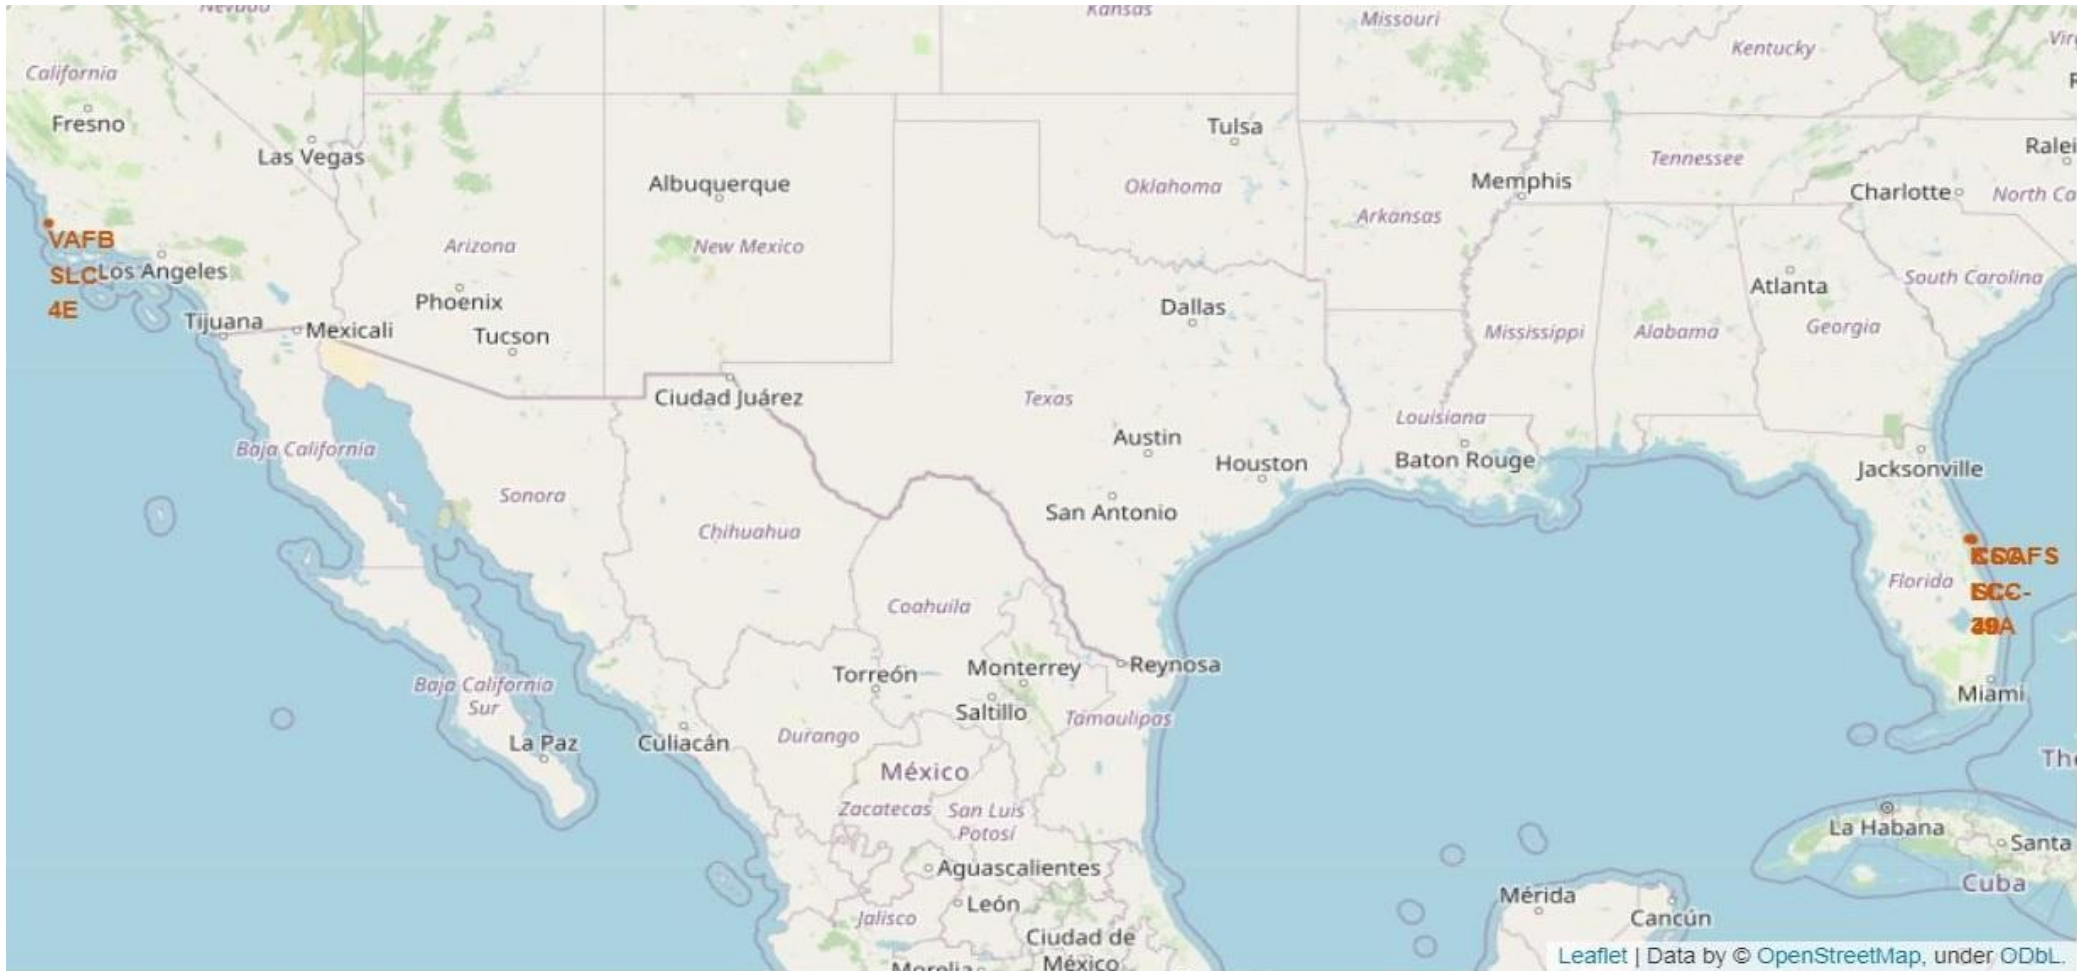 Nevada
Kansas
Missouri
California
Kentucky
Fresno
Las Vegas
Tulsa
Tennessee
Albuquerque
Oklahoma
Memphis
Charlotte
North Ca
Ralei
VAFB
SLC-
4E
Los Angeles
Arizona
New Mexico
Arkansas
Atlanta
South Carolina
Phoenix
Dallas
Tijuana
Mexicali
Tucson
Mississippi
Alabama
Georgia
Ciudad Juárez
Texas
Louisiana
Baja California
Austin
Houston
Baton Rouge
Jacksonville
Sonora
San Antonio
Chihuahua
Florida
Coahuila
Torreón
Monterrey
Reynosa
Baja California
Sur
Saltillo
Tamaulipas
Miami
La Paz
Culiacán
Durango
México
Zacatecas
San Luis
Potosí
La Habana
Santa
Aguascalientes
Cuba
León
Mérida
Jalisco
Cancún
Ciudad de
México
Morelia
Leaflet | Data by © OpenStreetMap, under ODbL.